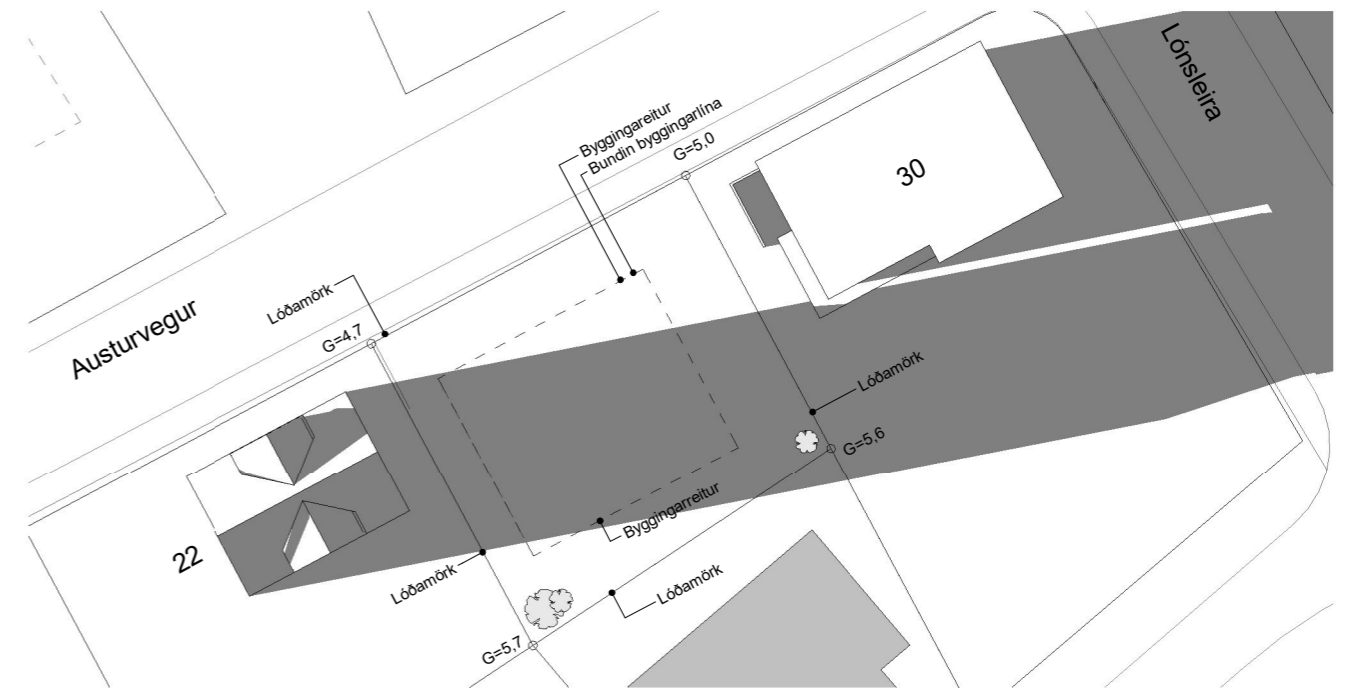 Lónsleira
Byggingareitur
Bundin byggingarlína
G=5,0
30
Austurvegur
Lóðamörk
G=4,7
Lóðamörk
G=5,6
22
Byggingarreitur
Lóðamörk
Lóðamörk
G=5,7